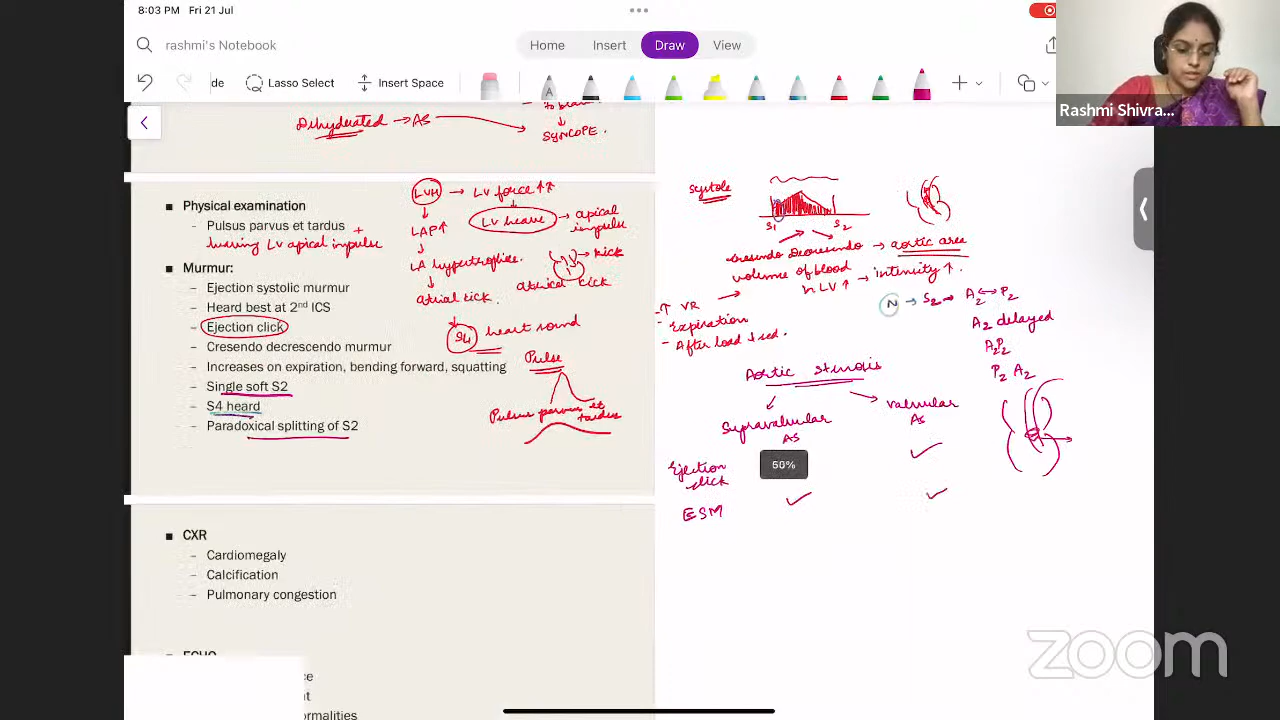 8:03 PM Fri 21 Jul
rashmi's Notebook
Home
Insert
Draw
View
de
Lasso Select
Insert Space
Rashmi Shivra...
Dihydrated → AS
↓
SYNCOPE.
Physical examination
Pulsus parvus et tardus +
heaving LV apical impulse
Murmur:
Ejection systolic murmur
Heard best at 2nd ICS
Ejection click
Cresendo decrescendo murmur
Increases on expiration, bending forward, squatting
Single soft S2
S4 heard
Paradoxical splitting of S2
LVH → LV force ↑↑
LV heave → apical impulse
LAP↑
↓
LA hypertrophies.
↓
atrial kick.
S4 heart sound
→ kick
atrial kick
Pulse
Pulsus parvus et
tardus
systole
S1
S2
Cresendo Decresendo → aortic area
volume of blood
in LV ↑ → intensity ↑.
- ↑ VR
- Expiration
- After load ↓sed.
N → S2 → A2 ↔ P2
A2 delayed
P2 A2
Aortic stenosis
Supravalvular
AS
Valvular
AS
Ejection
click
50%
✓
ESM
✓
✓
CXR
Cardiomegaly
Calcification
Pulmonary congestion
zoom